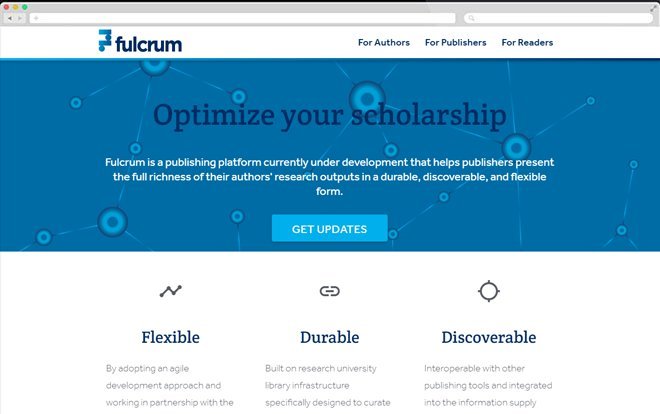 fulcrum
For Authors For Publishers For Readers
Optimize your scholarship
Fulcrum is a publishing platform currently under development that helps publishers present
the full richness of their authors' research outputs in a durable, discoverable, and flexible
form.
GET UPDATES
Flexible
By adopting an agile
development approach and
working in partnership with the
Durable
Built on research university
library infrastructure
specifically designed to curate
Discoverable
Interoperable with other
publishing tools and integrated
into the information supply